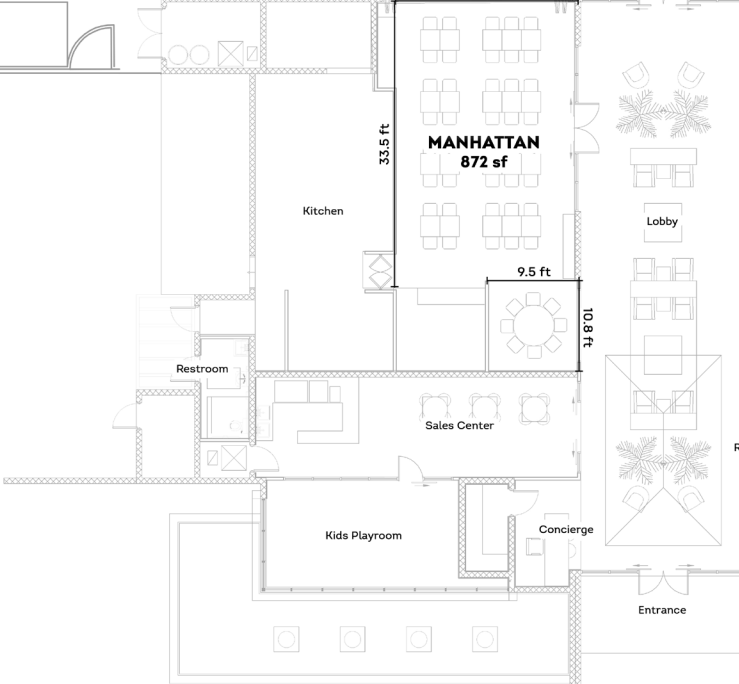 MANHATTAN
872 sf
33.5 ft
Kitchen
Lobby
9.5 ft
10.8 ft
Restroom
Sales Center
Kids Playroom
Concierge
R
Entrance